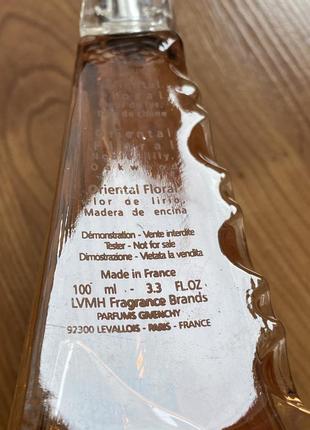 Oriental Floral
Flor de lirio,
Madera de encina
Démonstration - Vente interdite
Tester - Not for sale
Dimostrazione - Vietata la vendita
Made in France
100 ml - 3.3 FL.OZ
LVMH Fragrance Brands
PARFUMS GIVENCHY
92300 LEVALLOIS - PARIS - FRANCE